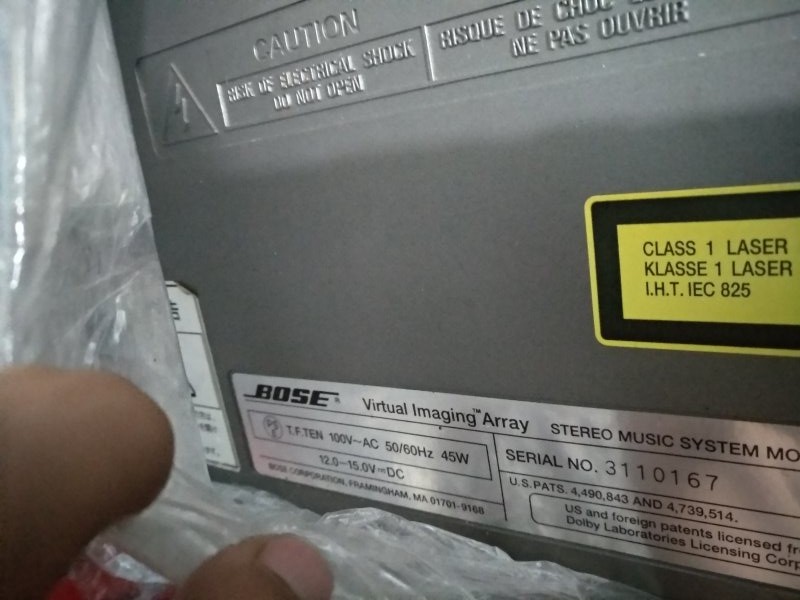 CAUTION
RISK OF ELECTRICAL SHOCK
DO NOT OPEN
RISQUE DE CHOC
NE PAS OUVRIR
CLASS 1 LASER
KLASSE 1 LASER
I.H.T. IEC 825
BOSE® Virtual Imaging™Array STEREO MUSIC SYSTEM MO
T.F.TEN 100V~AC 50/60Hz 45W
12.0-15.0V⎓DC
BOSE CORPORATION, FRAMINGHAM, MA 01701-9168
SERIAL NO. 3110167
U.S. PATS. 4,490,843 AND 4,739,514.
US and foreign patents licensed fr
Dolby Laboratories Licensing Corp